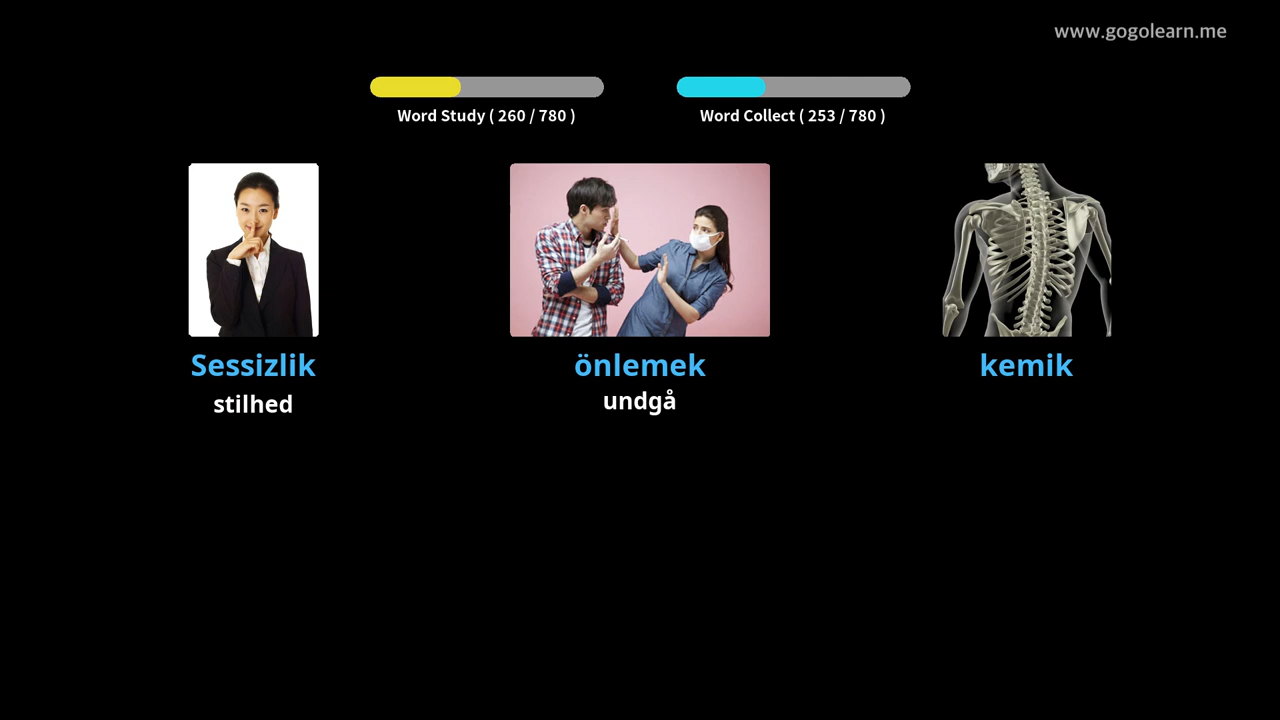 www.gogolearn.me
Word Study ( 260 / 780 )
Word Collect ( 253 / 780 )
Sessizlik
stilhed
önlemek
undgå
kemik